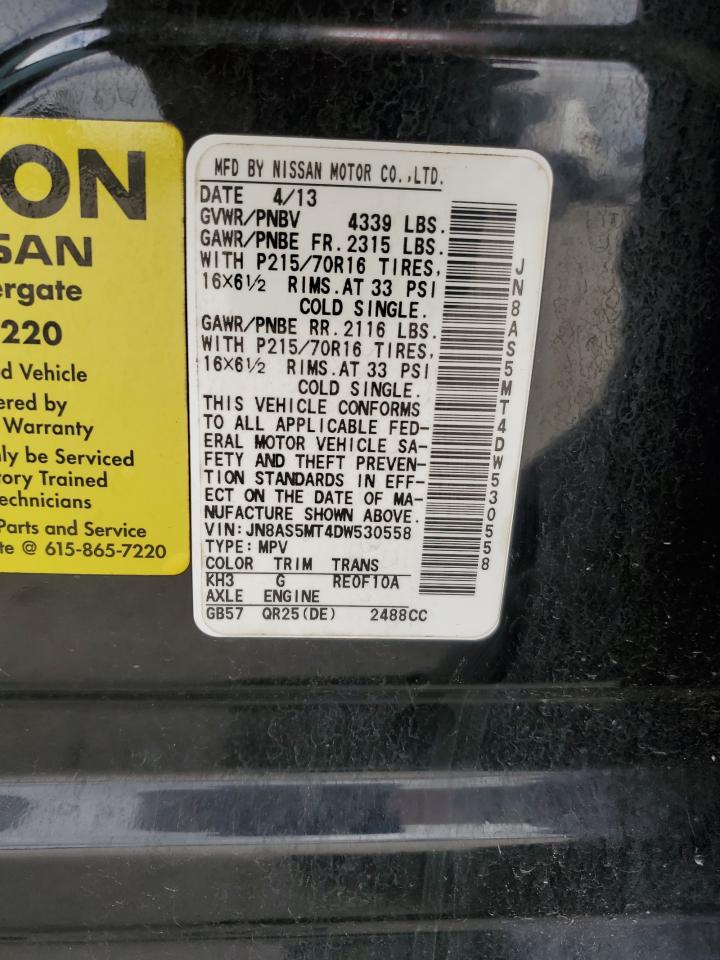 ON
SAN
ergate
220
d Vehicle
ered by
Warranty
ly be Serviced
tory Trained
echnicians
Parts and Service
te @ 615-865-7220
MFD BY NISSAN MOTOR CO.,LTD.
DATE 4/13
GVWR/PNBV 4339 LBS.
GAWR/PNBE FR.2315 LBS.
WITH P215/70R16 TIRES,
16X6½ RIMS.AT 33 PSI
COLD SINGLE.
GAWR/PNBE RR.2116 LBS.
WITH P215/70R16 TIRES,
16X6½ RIMS.AT 33 PSI
COLD SINGLE.
THIS VEHICLE CONFORMS
TO ALL APPLICABLE FED-
ERAL MOTOR VEHICLE SA-
FETY AND THEFT PREVEN-
TION STANDARDS IN EFF-
ECT ON THE DATE OF MA-
NUFACTURE SHOWN ABOVE.
VIN:JN8AS5MT4DW530558
TYPE:MPV
COLOR TRIM TRANS
KH3 G RE0F10A
AXLE ENGINE
GB57 QR25(DE) 2488CC
JN8AS5MT4DW530558